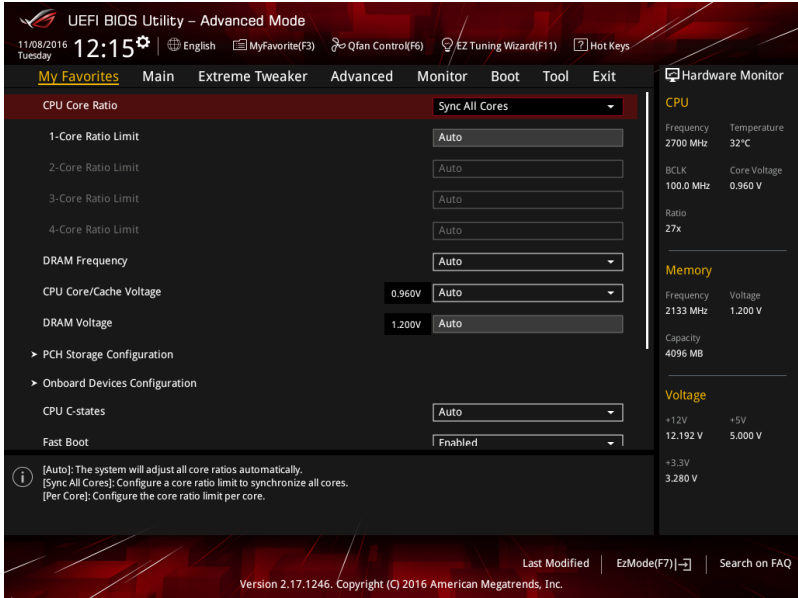 UEFI BIOS Utility – Advanced Mode
11/08/2016 Tuesday 12:15 English MyFavorite(F3) Qfan Control(F6) EZ Tuning Wizard(F11) ? Hot Keys
My Favorites Main Extreme Tweaker Advanced Monitor Boot Tool Exit
CPU Core Ratio Sync All Cores
1-Core Ratio Limit Auto
2-Core Ratio Limit Auto
3-Core Ratio Limit Auto
4-Core Ratio Limit Auto
DRAM Frequency Auto
CPU Core/Cache Voltage 0.960V Auto
DRAM Voltage 1.200V Auto
PCH Storage Configuration
Onboard Devices Configuration
CPU C-states Auto
Fast Boot Enabled
Hardware Monitor
CPU
Frequency Temperature
2700 MHz 32°C
BCLK Core Voltage
100.0 MHz 0.960 V
Ratio
27x
Memory
Frequency Voltage
2133 MHz 1.200 V
Capacity
4096 MB
Voltage
+12V +5V
12.192 V 5.000 V
+3.3V
3.280 V
[Auto]: The system will adjust all core ratios automatically.
[Sync All Cores]: Configure a core ratio limit to synchronize all cores.
[Per Core]: Configure the core ratio limit per core.
Last Modified EzMode(F7) Search on FAQ
Version 2.17.1246. Copyright (C) 2016 American Megatrends, Inc.